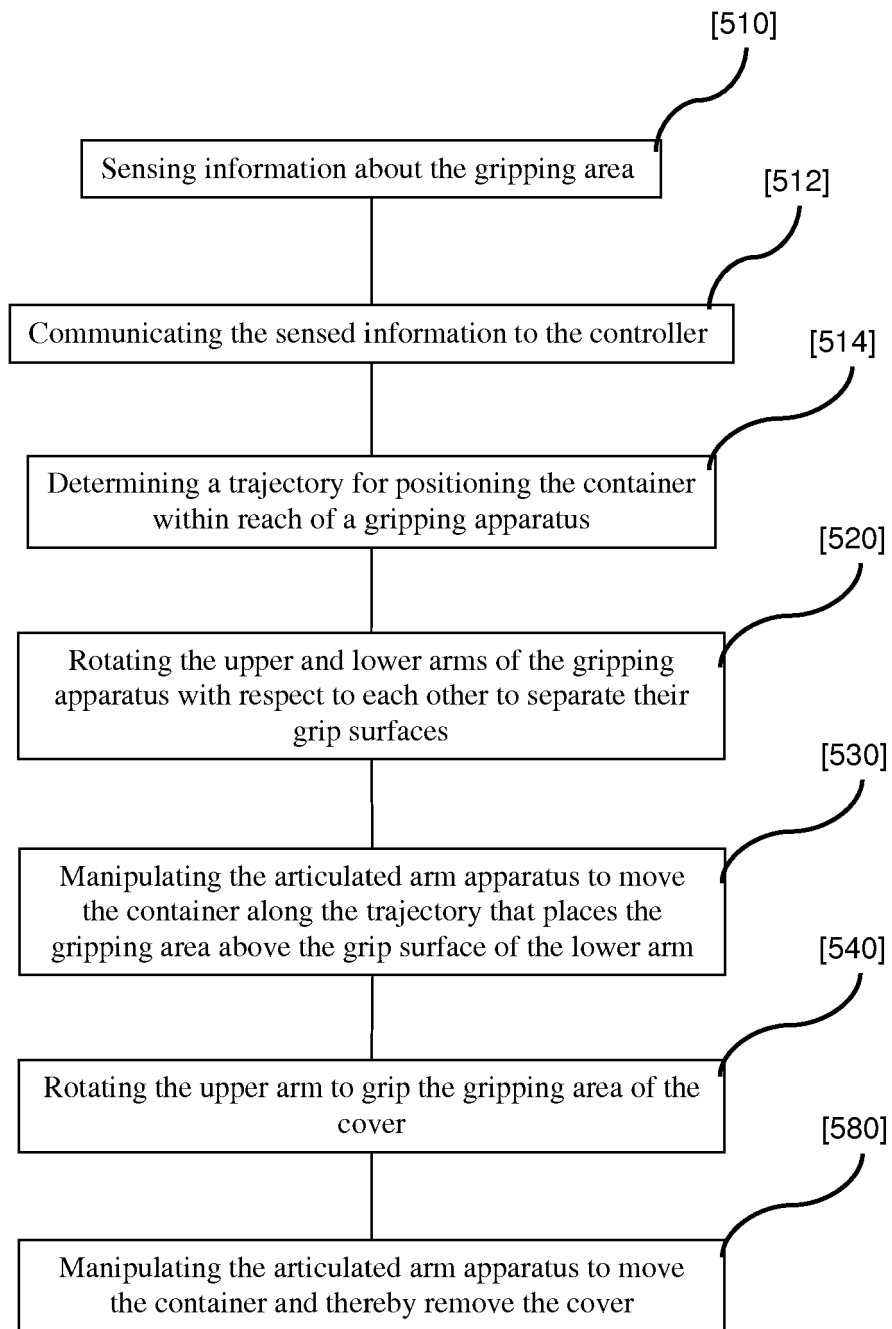 [510]
Sensing information about the gripping area
[512]
Communicating the sensed information to the controller
[514]
Determining a trajectory for positioning the container
within reach of a gripping apparatus
[520]
Rotating the upper and lower arms of the gripping
apparatus with respect to each other to separate their
grip surfaces
[530]
Manipulating the articulated arm apparatus to move
the container along the trajectory that places the
gripping area above the grip surface of the lower arm
[540]
Rotating the upper arm to grip the gripping area of the
cover
[580]
Manipulating the articulated arm apparatus to move
the container and thereby remove the cover